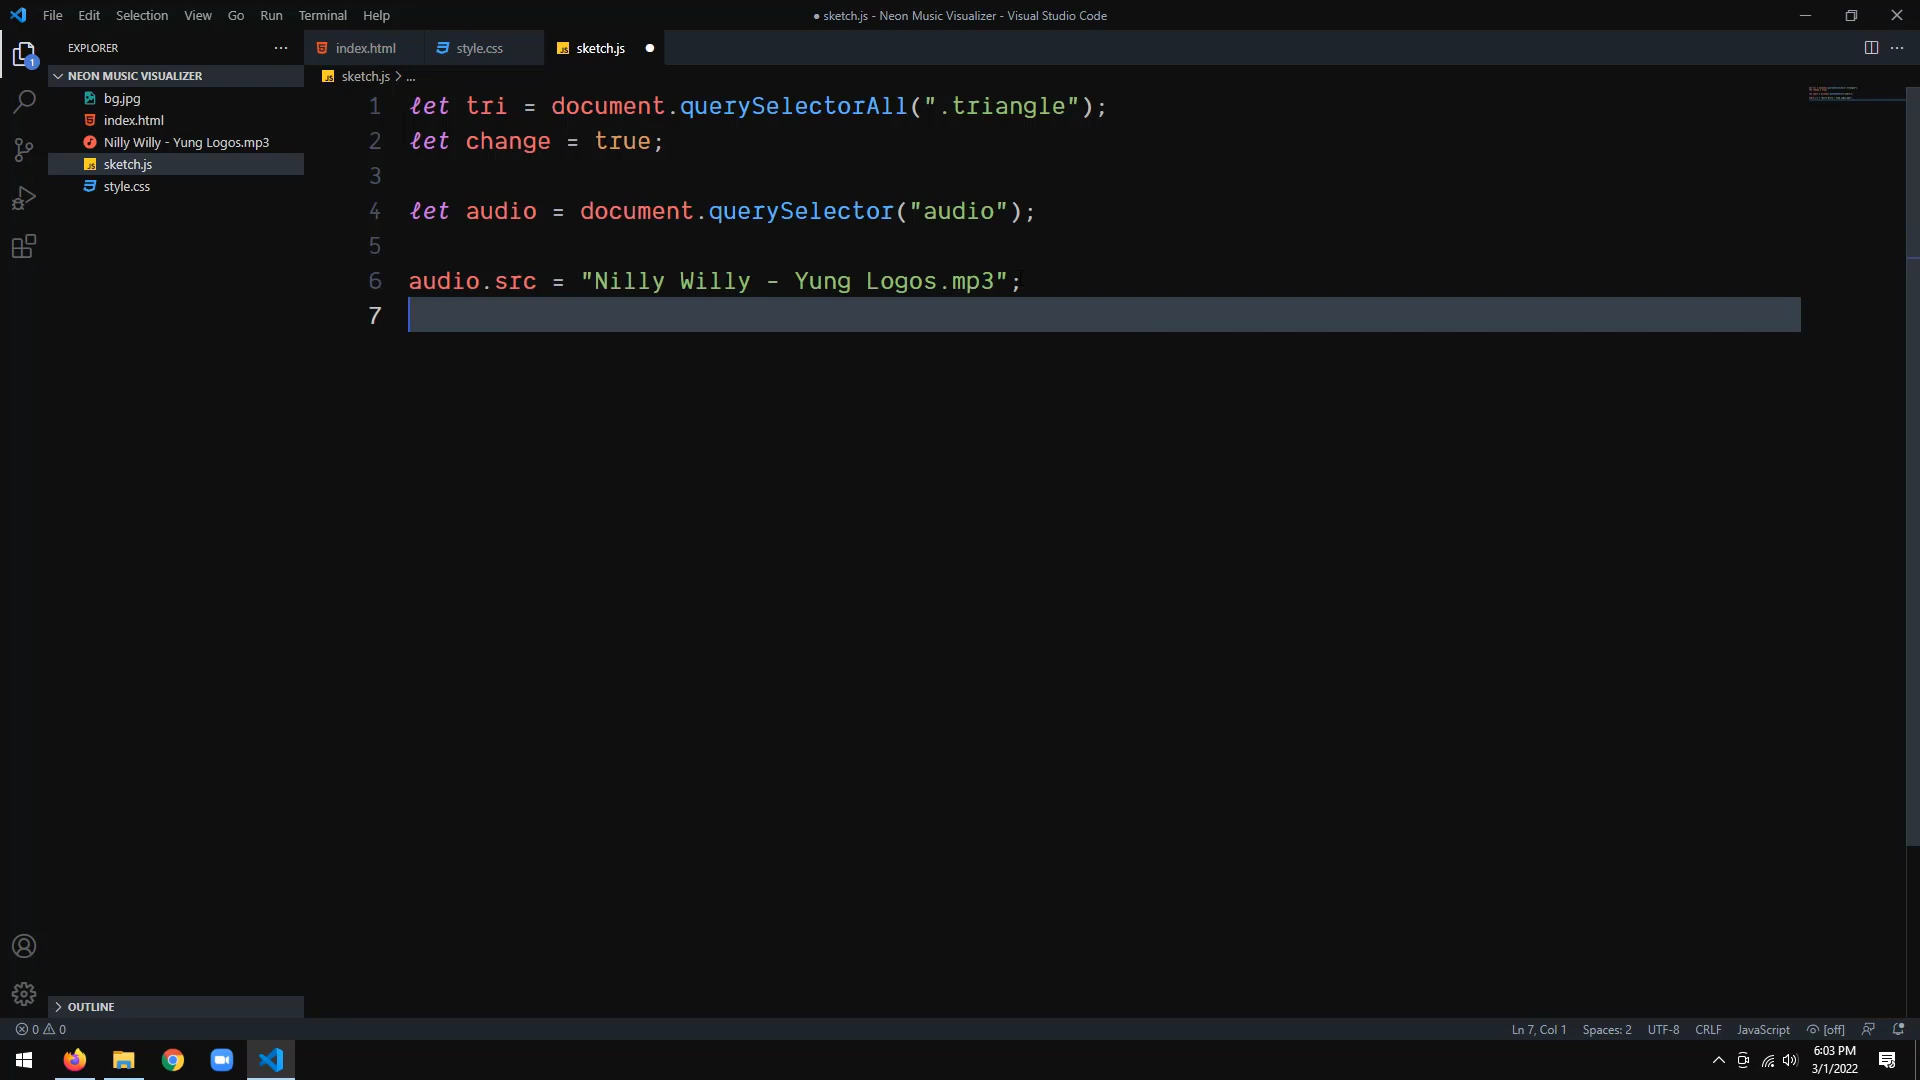 File Edit Selection View Go Run Terminal Help
● sketch.js - Neon Music Visualizer - Visual Studio Code
EXPLORER
index.html
style.css
sketch.js
NEON MUSIC VISUALIZER
sketch.js > ...
bg.jpg
index.html
Nilly Willy - Yung Logos.mp3
sketch.js
style.css
1 let tri = document.querySelectorAll(".triangle");
2 let change = true;
3
4 let audio = document.querySelector("audio");
5
6 audio.src = "Nilly Willy - Yung Logos.mp3";
7
1
OUTLINE
0 0
Ln 7, Col 1 Spaces: 2 UTF-8 CRLF JavaScript [off]
6:03 PM
3/1/2022